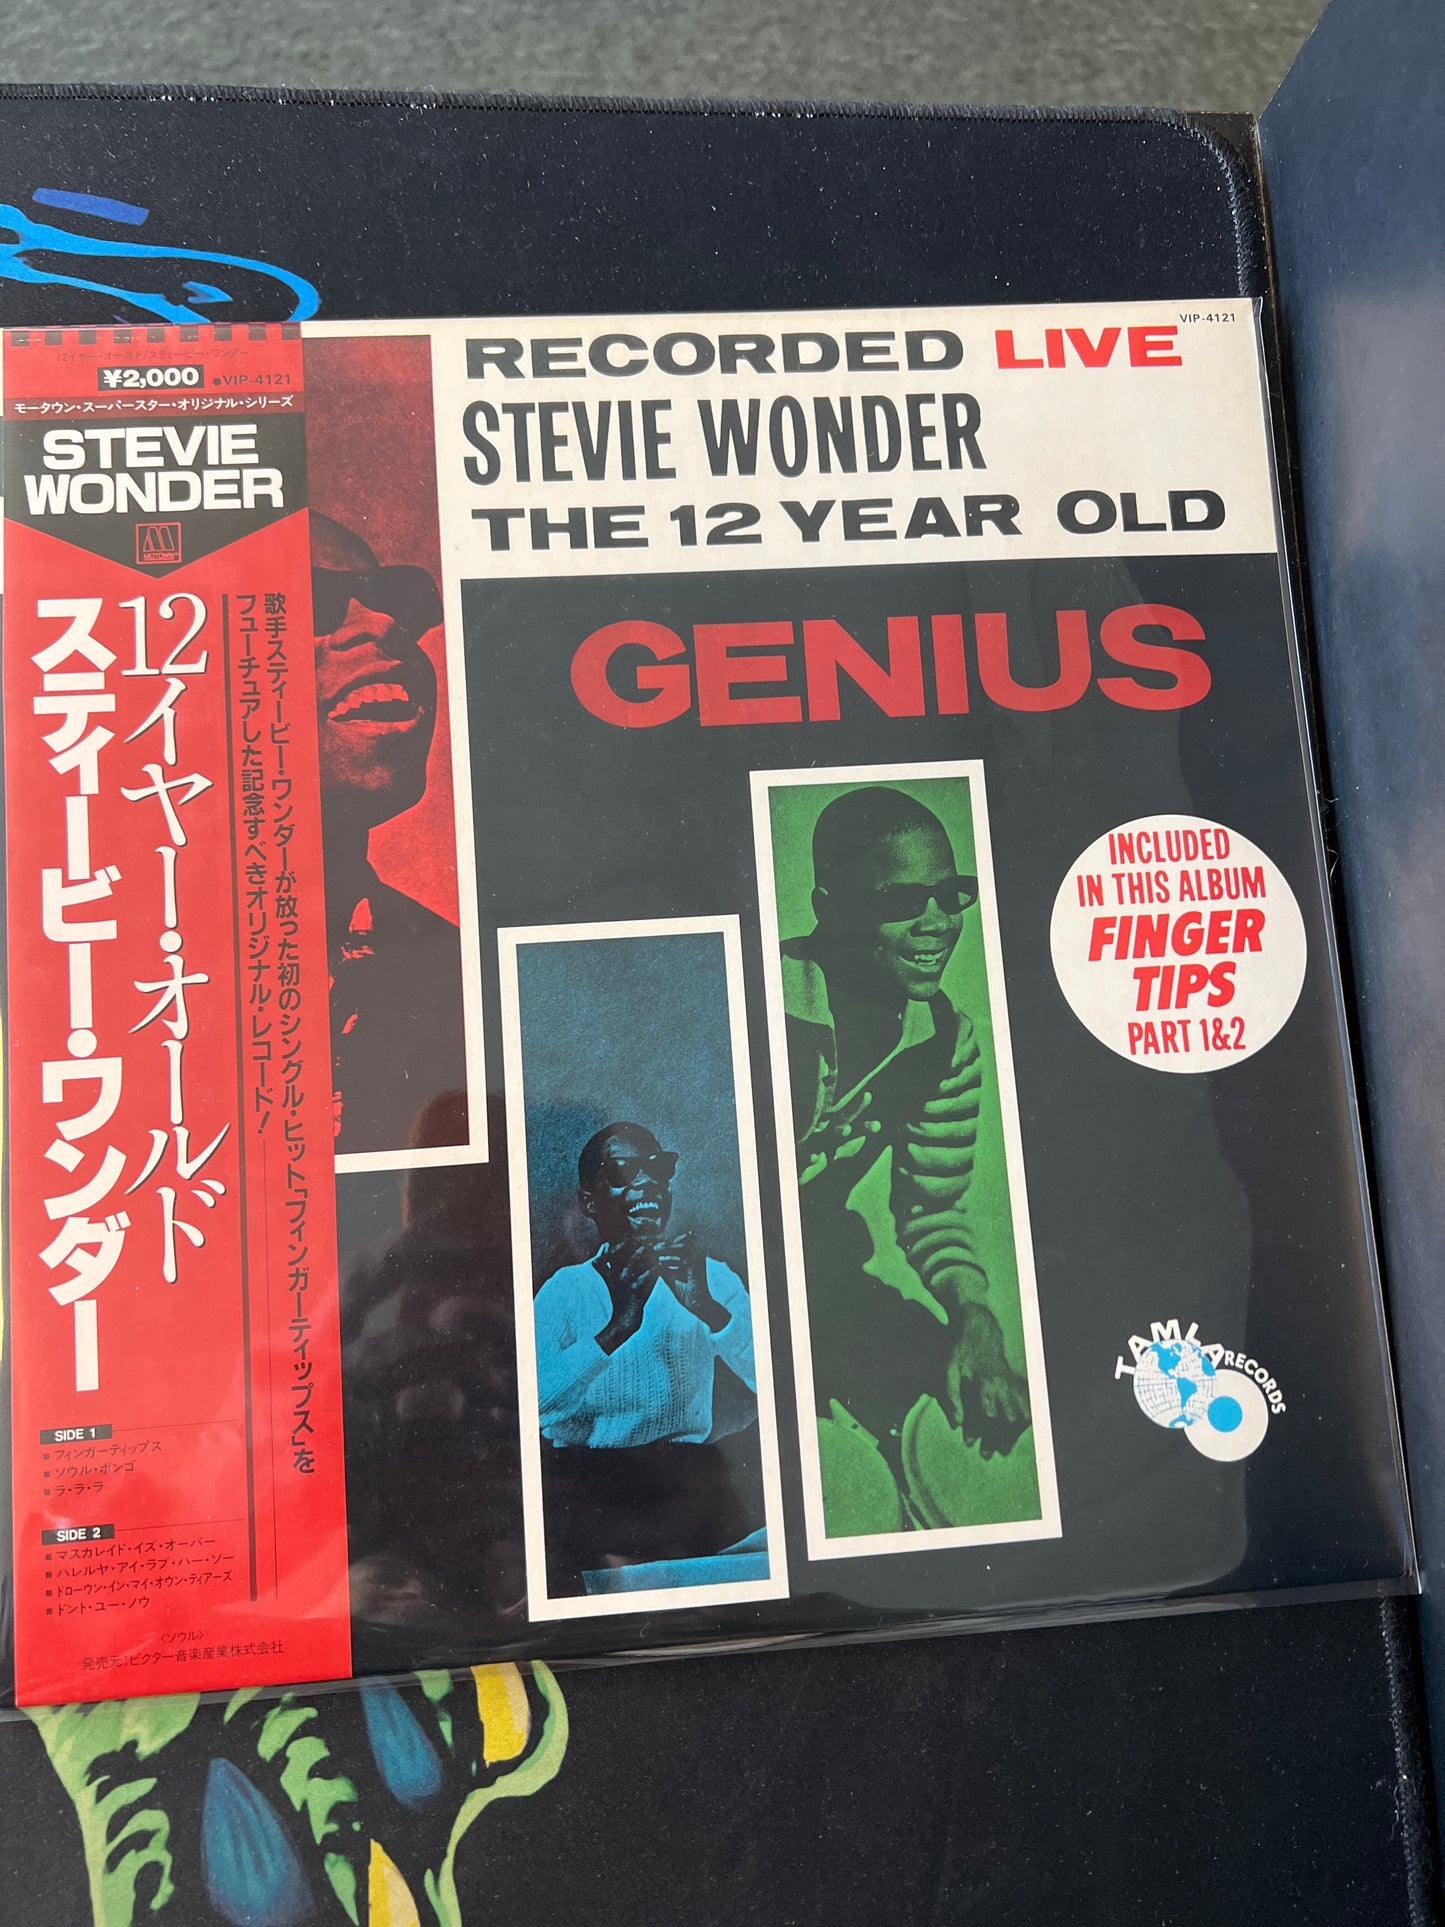 12イヤー・オールド/スティービー・ワンダー
¥2,000 ●VIP-4121
モータウン・スーパースター・オリジナル・シリーズ
STEVIE
WONDER
MOTOWN
12イヤー・オールド
スティービー・ワンダー
歌手スティービー・ワンダーが放った初のシングル・ヒット「フィンガーティップス」を
フューチュアした記念すべきオリジナル・レコード!
SIDE 1
■フィンガーティップス
■ソウル・ボンゴ
■ラ・ラ・ラ
SIDE 2
■マスカレイド・イズ・オーバー
■ハレルヤ・アイ・ラブ・ハー・ソー
■ドローウン・イン・マイ・オウン・ティアーズ
■ドント・ユー・ノウ
〈ソウル〉
発売元:ビクター音楽産業株式会社
VIP-4121
RECORDED LIVE
STEVIE WONDER
THE 12 YEAR OLD
GENIUS
INCLUDED
IN THIS ALBUM
FINGER
TIPS
PART 1&2
TAMLA
RECORDS